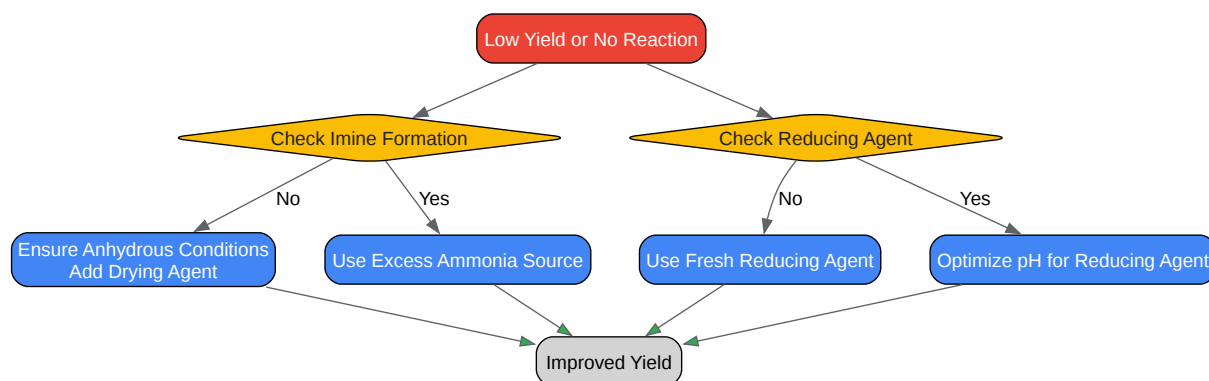 Low Yield or No Reaction
Check Imine Formation
Check Reducing Agent
No
Yes
No
Yes
Ensure Anhydrous Conditions
Add Drying Agent
Use Excess Ammonia Source
Use Fresh Reducing Agent
Optimize pH for Reducing Agent
Improved Yield